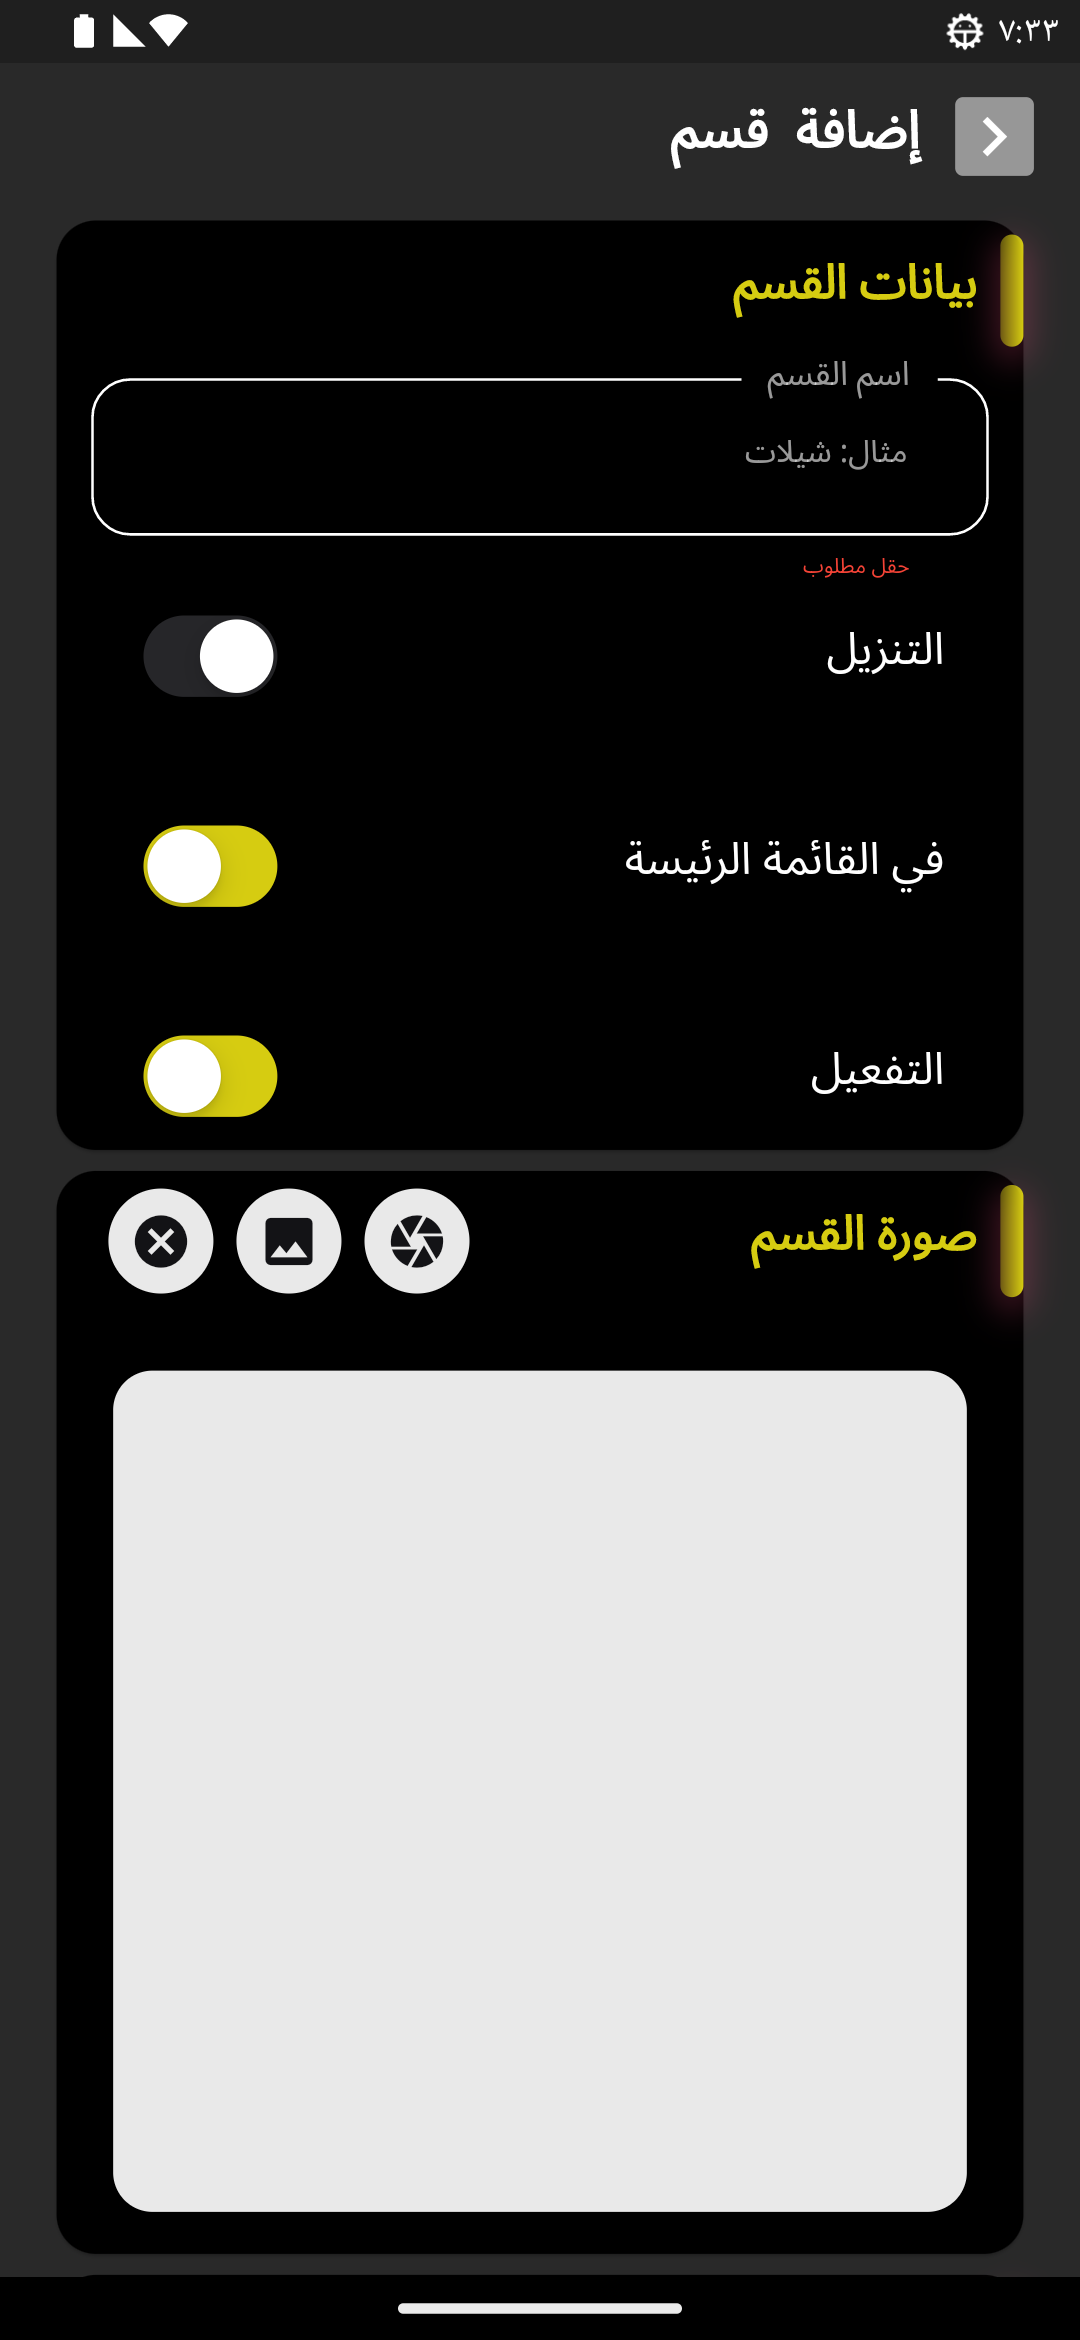 ٧:٣٣
إضافة قسم
بيانات القسم
اسم القسم
مثال: شيلات
حقل مطلوب
التنزيل
في القائمة الرئيسة
التفعيل
صورة القسم